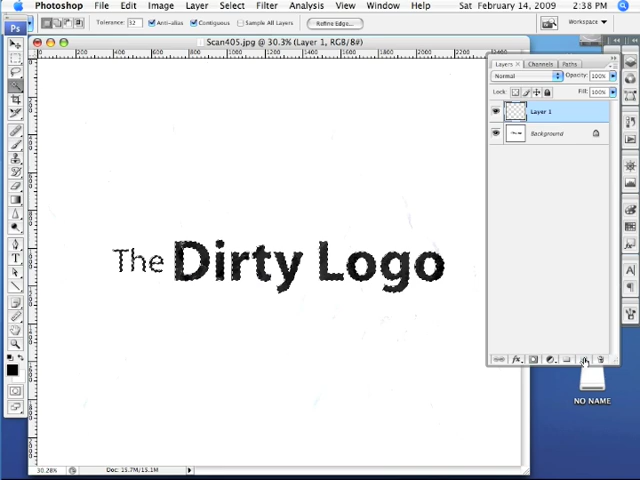 Photoshop File Edit Image Layer Select Filter Analysis View Window Help Sat February 14, 2009 2:38 PM
Tolerance: 32 Anti-alias Contiguous Sample All Layers Refine Edge... Workspace
Scan405.jpg @ 30.3% (Layer 1, RGB/8#)
Layers Channels Paths
Normal Opacity: 100%
Lock: Fill: 100%
Layer 1
Background
The Dirty Logo
NO NAME
30.28% Doc: 15.7M/15.1M